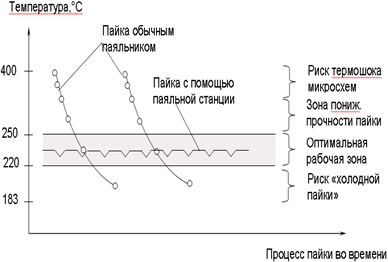 Температура,°С
Пайка обычным
паяльником
Пайка с помощью
паяльной станции
400
250
220
183
Риск термошока
микросхем
Зона пониж.
прочности пайки
Оптимальная
рабочая зона
Риск «холодной
пайки»
Процесс пайки во времени